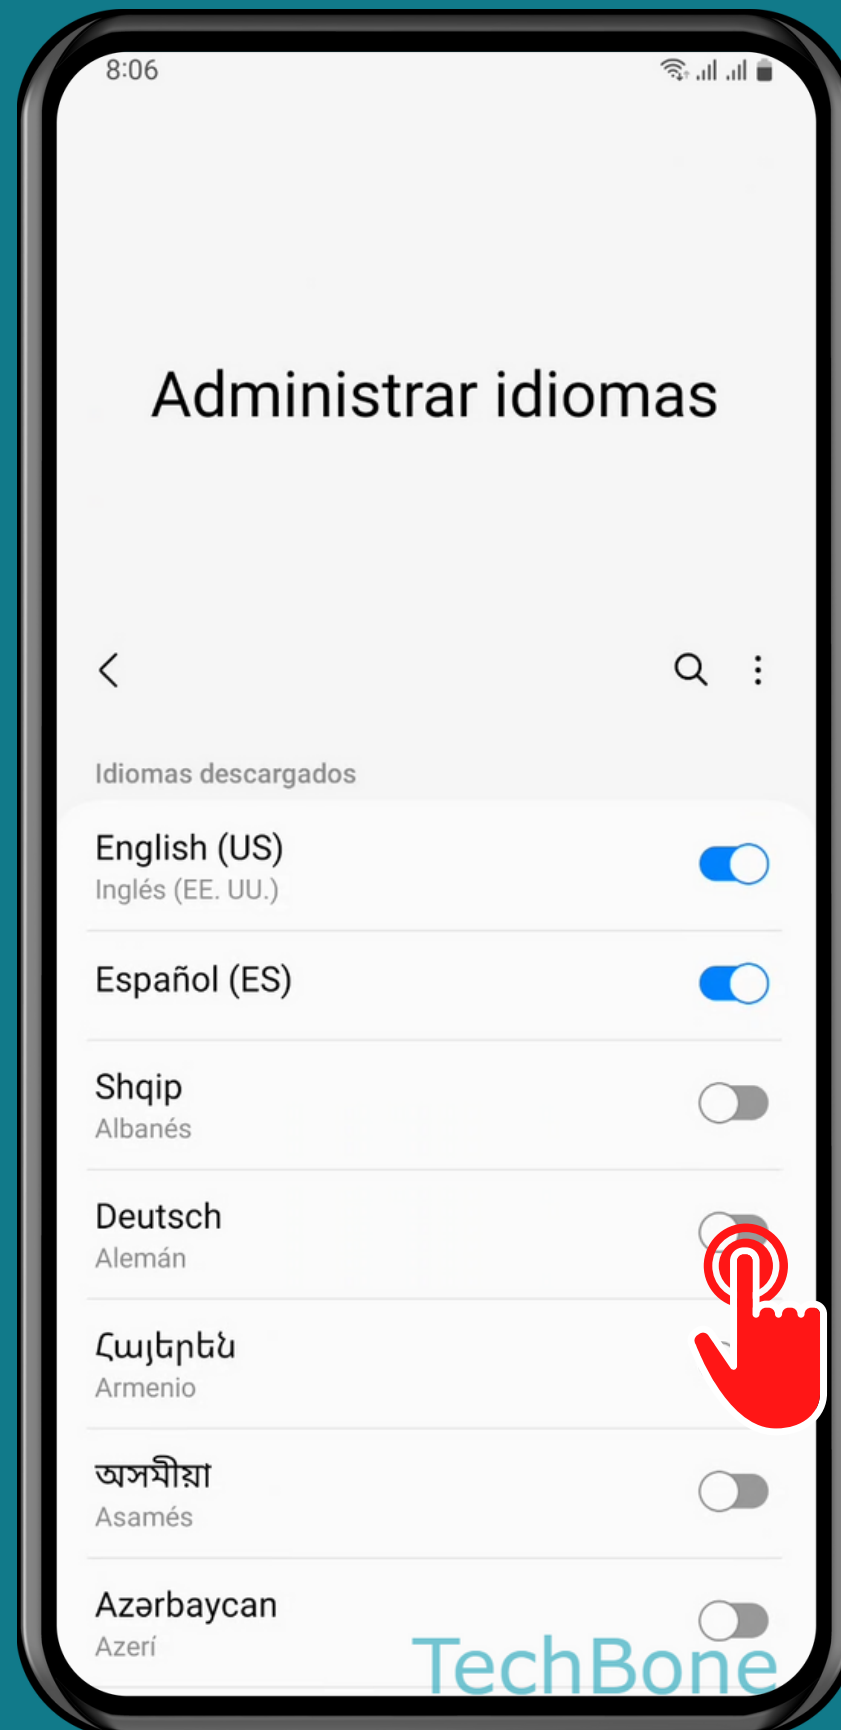 8:06
Administrar idiomas
Idiomas descargados
English (US)
Inglés (EE. UU.)
Español (ES)
Shqip
Albanés
Deutsch
Alemán
Հայերեն
Armenio
অসমীয়া
Asamés
Azərbaycan
Azerí
TechBone